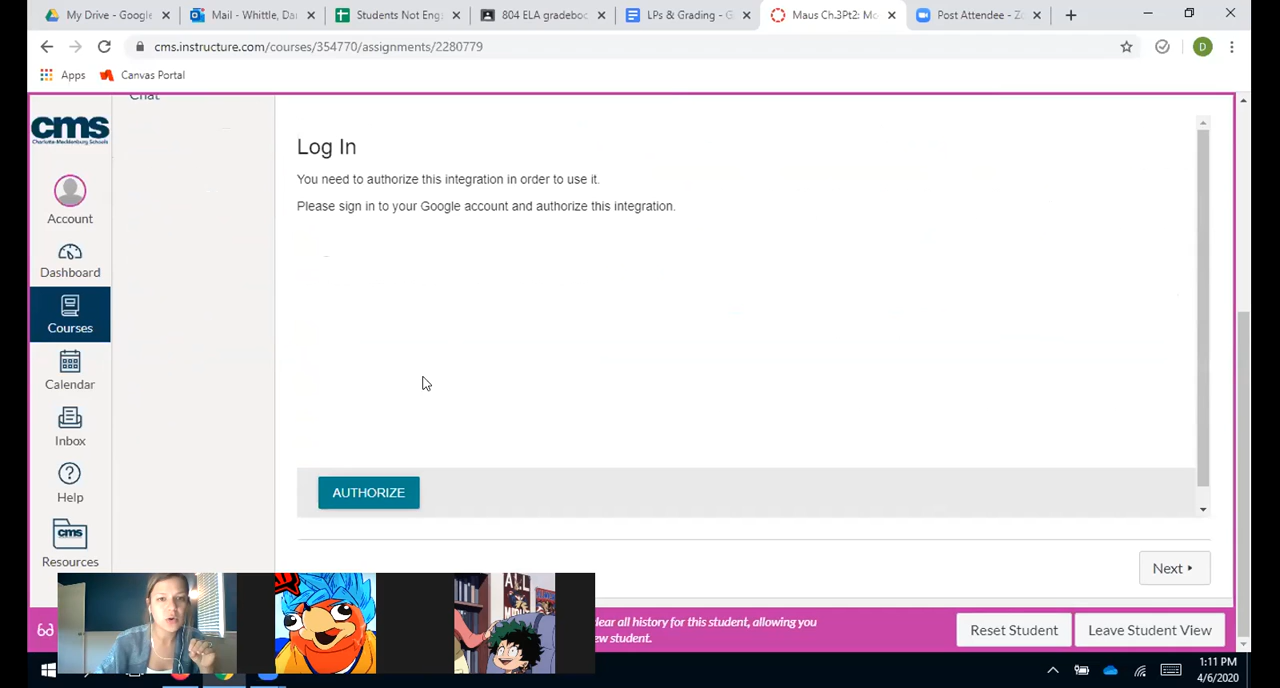 My Drive - Google
Mail - Whittle, Da
Students Not Eng
804 ELA gradeboo
LPs & Grading - G
Maus Ch.3Pt2: Mo
Post Attendee - Zo
cms.instructure.com/courses/354770/assignments/2280779
D
Apps
Canvas Portal
Chat
cms
Charlotte-Mecklenburg Schools
Account
Dashboard
Courses
Calendar
Inbox
Help
cms
Resources
Log In
You need to authorize this integration in order to use it.
Please sign in to your Google account and authorize this integration.
AUTHORIZE
Next
lear all history for this student, allowing you
ew student.
Reset Student
Leave Student View
1:11 PM
4/6/2020